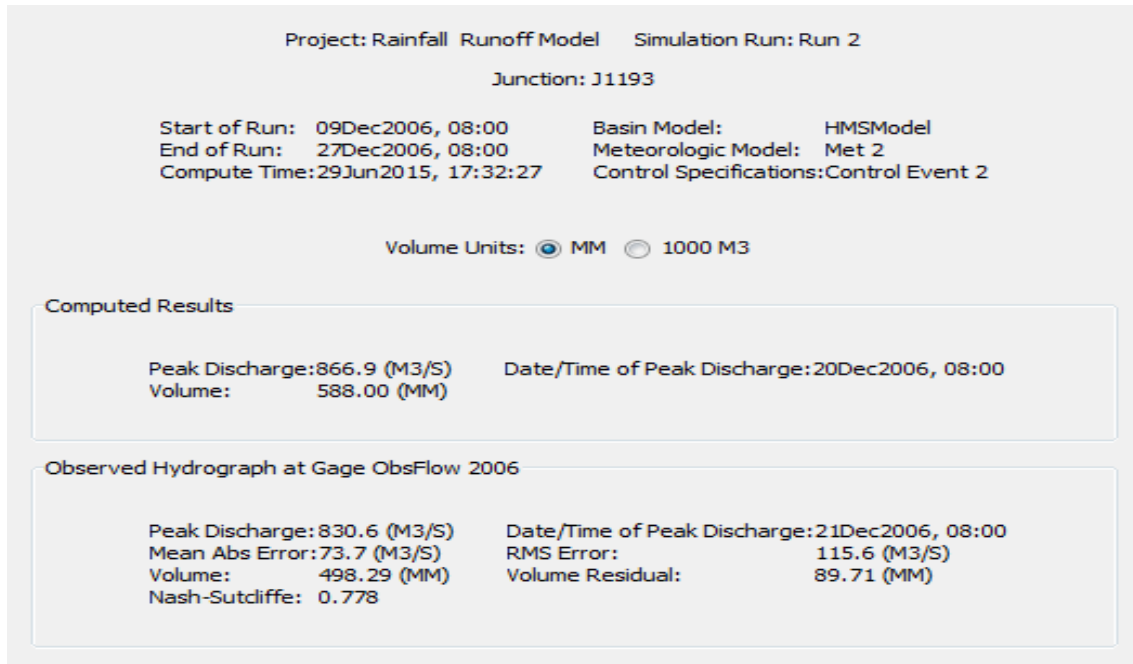 Project: Rainfall Runoff Model Simulation Run: Run 2
Junction: J1193
Start of Run: 09Dec2006, 08:00 Basin Model: HMSModel
End of Run: 27Dec2006, 08:00 Meteorologic Model: Met 2
Compute Time:29Jun2015, 17:32:27 Control Specifications:Control Event 2
Volume Units: MM 1000 M3
Computed Results
Peak Discharge:866.9 (M3/S) Date/Time of Peak Discharge:20Dec2006, 08:00
Volume: 588.00 (MM)
Observed Hydrograph at Gage ObsFlow 2006
Peak Discharge:830.6 (M3/S) Date/Time of Peak Discharge:21Dec2006, 08:00
Mean Abs Error:73.7 (M3/S) RMS Error: 115.6 (M3/S)
Volume: 498.29 (MM) Volume Residual: 89.71 (MM)
Nash-Sutcliffe: 0.778